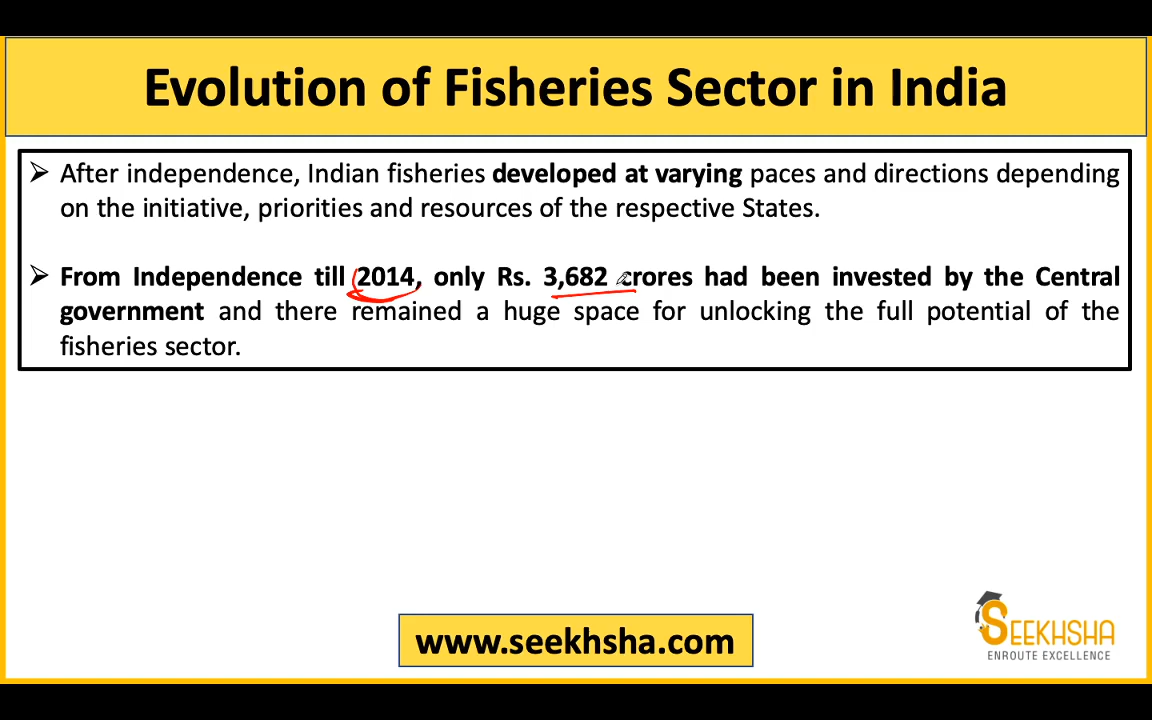 Evolution of Fisheries Sector in India
➢ After independence, Indian fisheries developed at varying paces and directions depending
on the initiative, priorities and resources of the respective States.
➢ From Independence till 2014, only Rs. 3,682 crores had been invested by the Central
government and there remained a huge space for unlocking the full potential of the
fisheries sector.
www.seekhsha.com
SEEKHSHA
ENROUTE EXCELLENCE